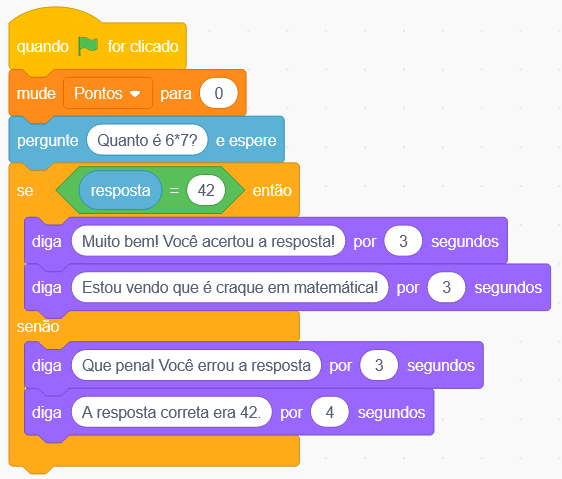 quando for clicado
mude Pontos para 0
pergunte Quanto é 6*7? e espere
se resposta = 42 então
diga Muito bem! Você acertou a resposta! por 3 segundos
diga Estou vendo que é craque em matemática! por 3 segundos
senão
diga Que pena! Você errou a resposta por 3 segundos
diga A resposta correta era 42. por 4 segundos